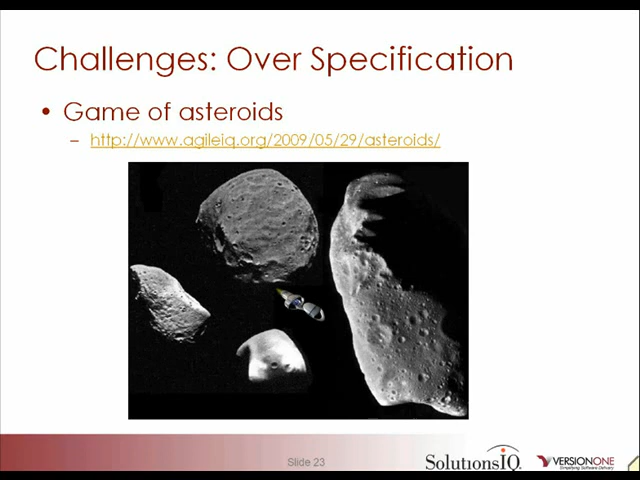 Challenges: Over Specification
• Game of asteroids
– http://www.agileiq.org/2009/05/29/asteroids/
Slide 23
SolutionsIQ
VERSIONONE
Simplifying Software Delivery